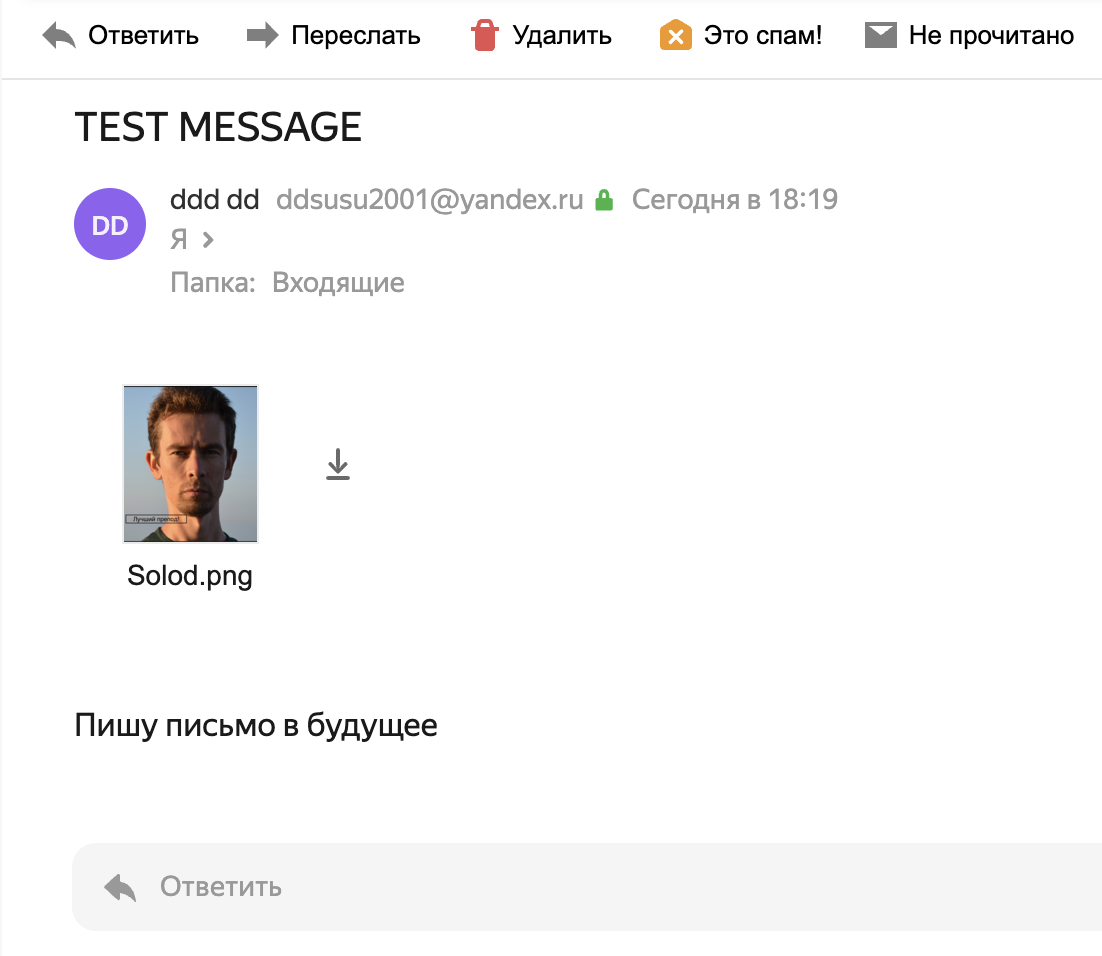 Ответить Переслать Удалить Это спам! Не прочитано
TEST MESSAGE
ddd dd ddsusu2001@yandex.ru Сегодня в 18:19
DD
Я
Папка: Входящие
Лучший препод!
Solod.png
Пишу письмо в будущее
Ответить